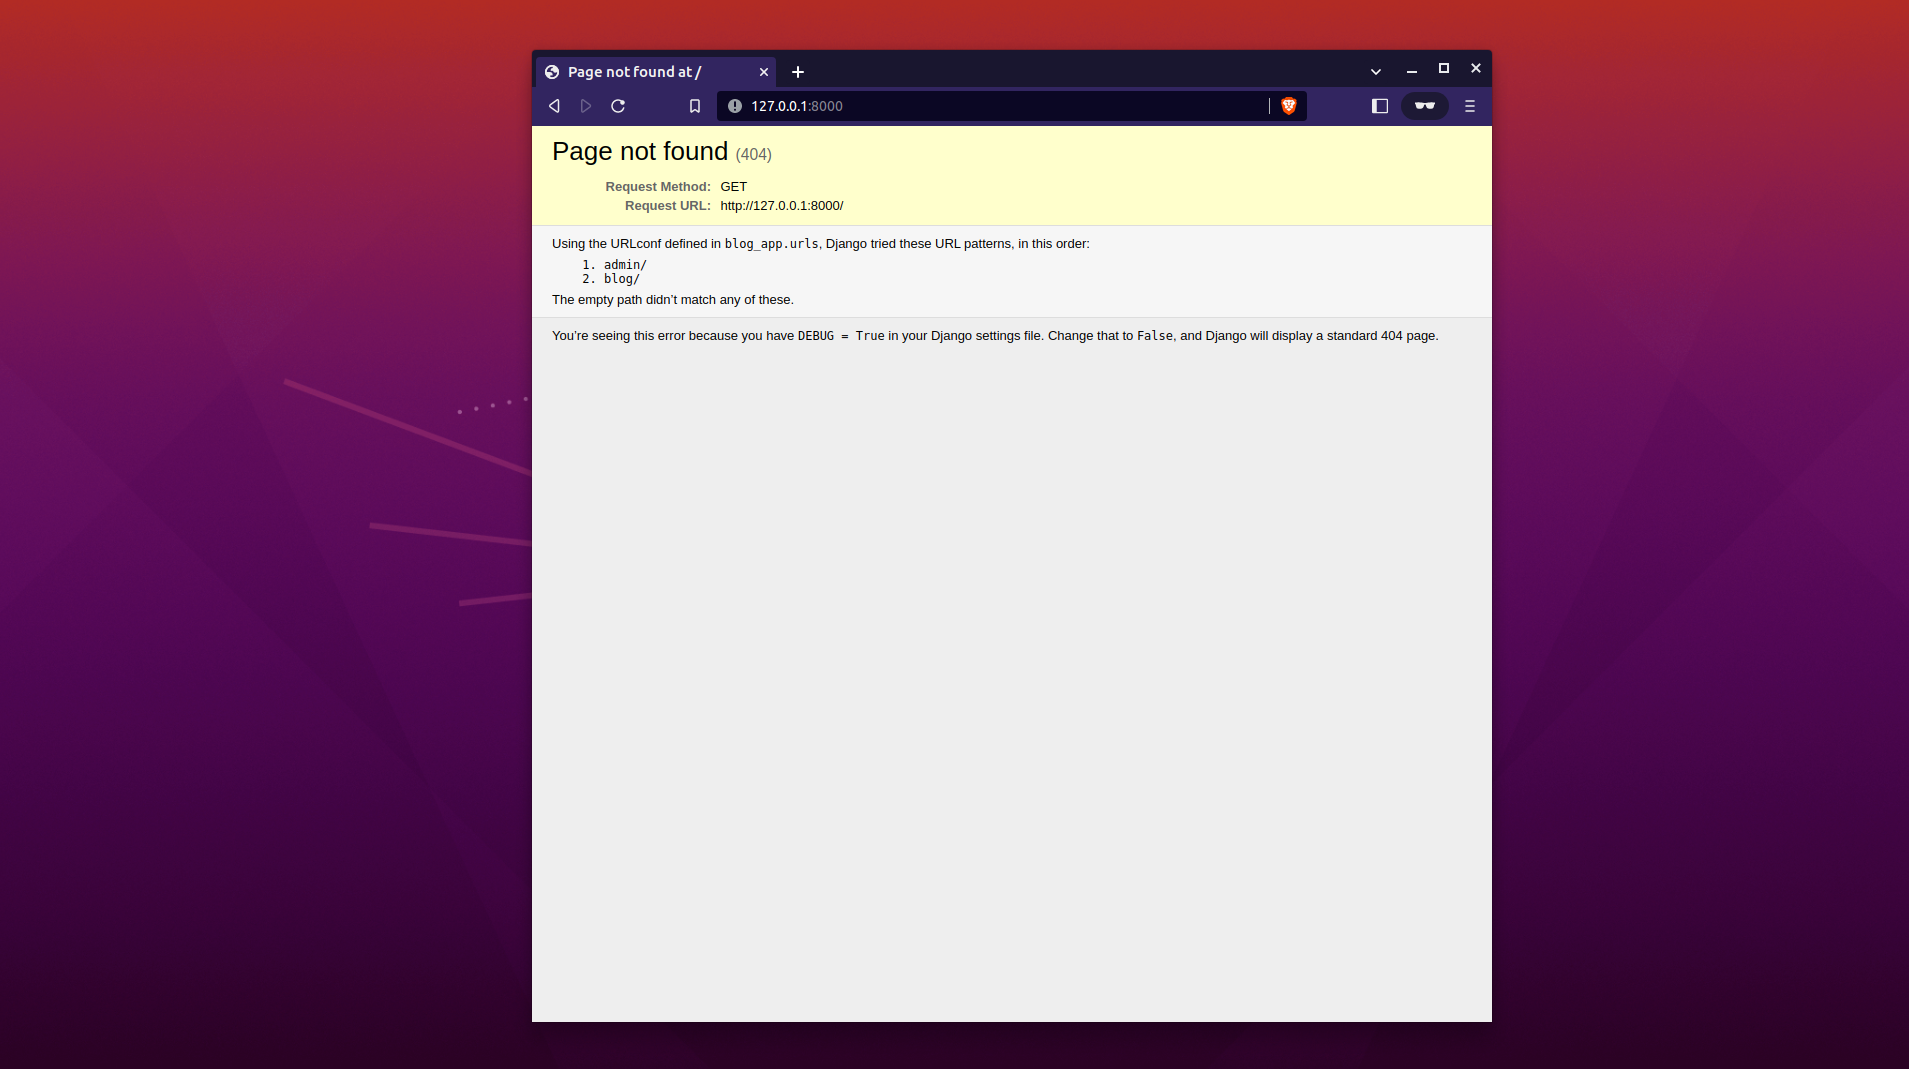 Page not found at /
127.0.0.1:8000
Page not found (404)
Request Method: GET
Request URL: http://127.0.0.1:8000/
Using the URLconf defined in blog_app.urls, Django tried these URL patterns, in this order:
1. admin/
2. blog/
The empty path didn’t match any of these.
You’re seeing this error because you have DEBUG = True in your Django settings file. Change that to False, and Django will display a standard 404 page.